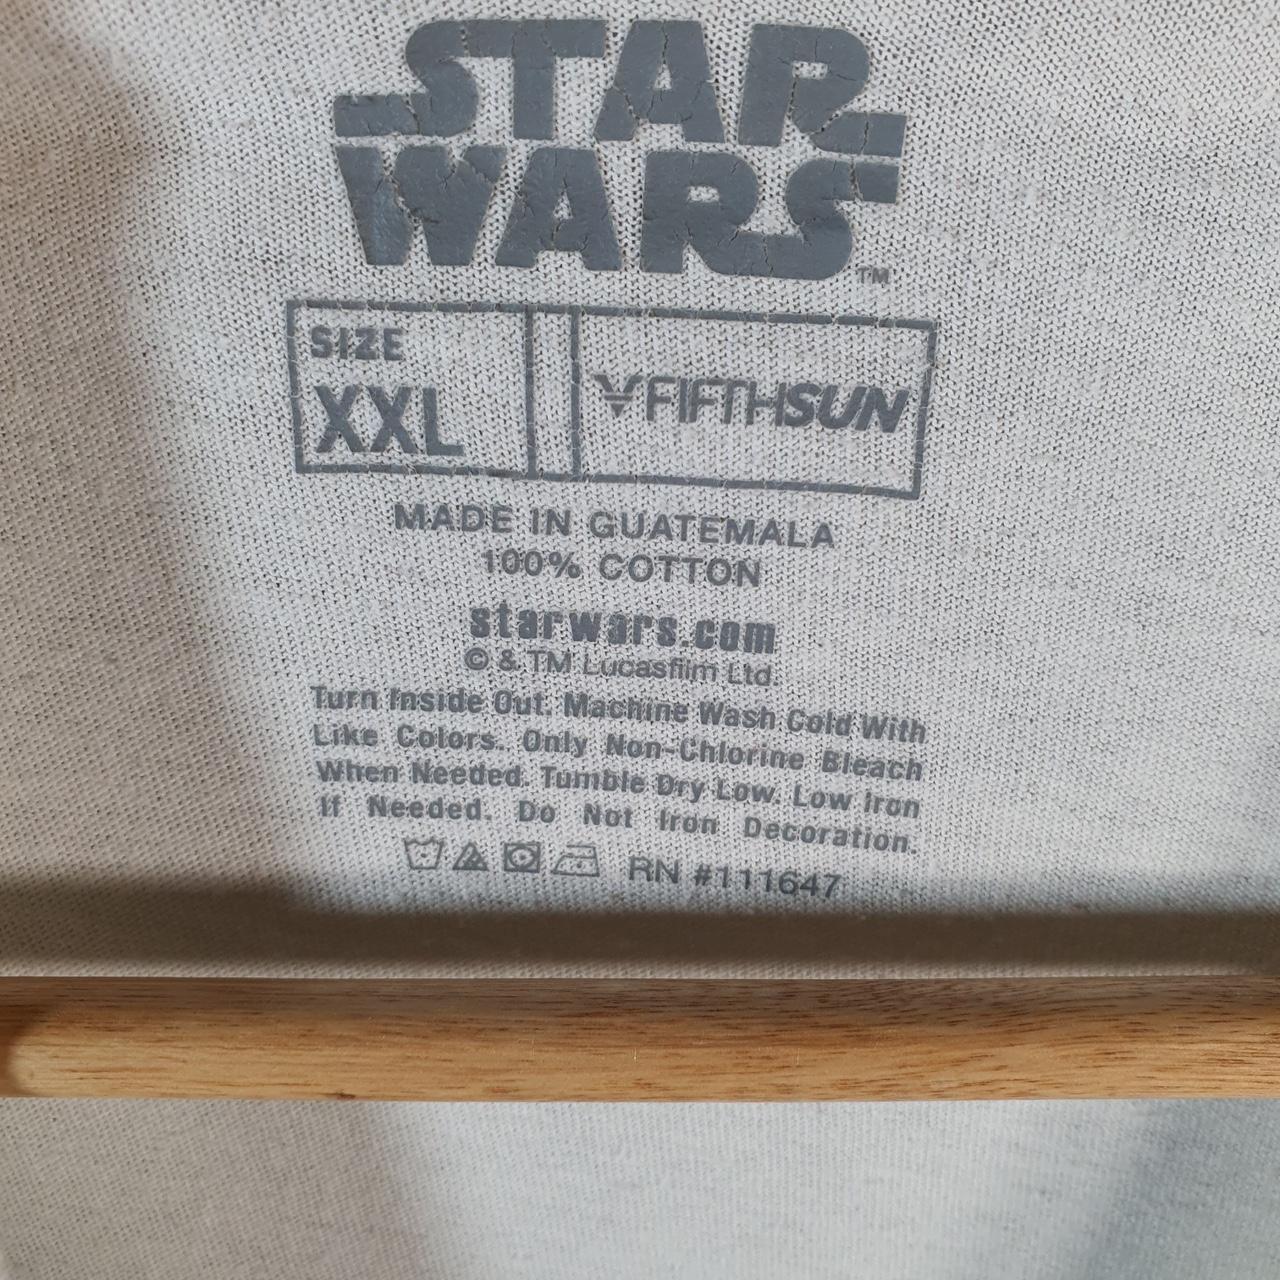 STAR
WARS™
SIZE
XXL
FIFTHSUN
MADE IN GUATEMALA
100% COTTON
starwars.com
© & TM Lucasfilm Ltd.
Turn Inside Out. Machine Wash Cold With
Like Colors. Only Non-Chlorine Bleach
When Needed. Tumble Dry Low. Low Iron
If Needed. Do Not Iron Decoration.
RN #111647